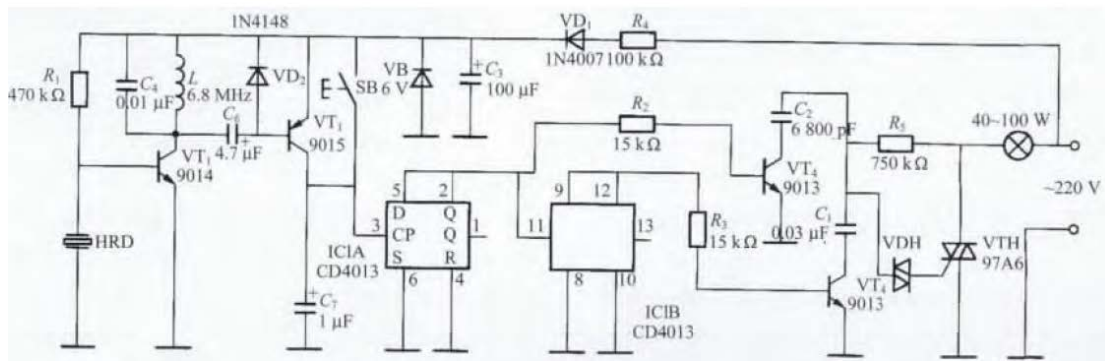 1N4148
R₁
470 kΩ
C₄
0.01 μF
L
6.8 MHz
VD₂
C₆
4.7 μF
+
VT₁
9014
VT₁
9015
HRD
+
C₇
1 μF
SB
VB
6 V
+
C₃
100 μF
VD₁
1N4007
R₄
100 kΩ
R₂
15 kΩ
C₂
6 800 pF
VT₄
9013
R₅
750 kΩ
40~100 W
~220 V
5
2
D
Q
3
CP
Q
1
S
R
6
4
IC1A
CD4013
9
12
11
13
8
10
IC1B
CD4013
R₃
15 kΩ
C₁
0.03 μF
VT₄
9013
VDH
VTH
97A6